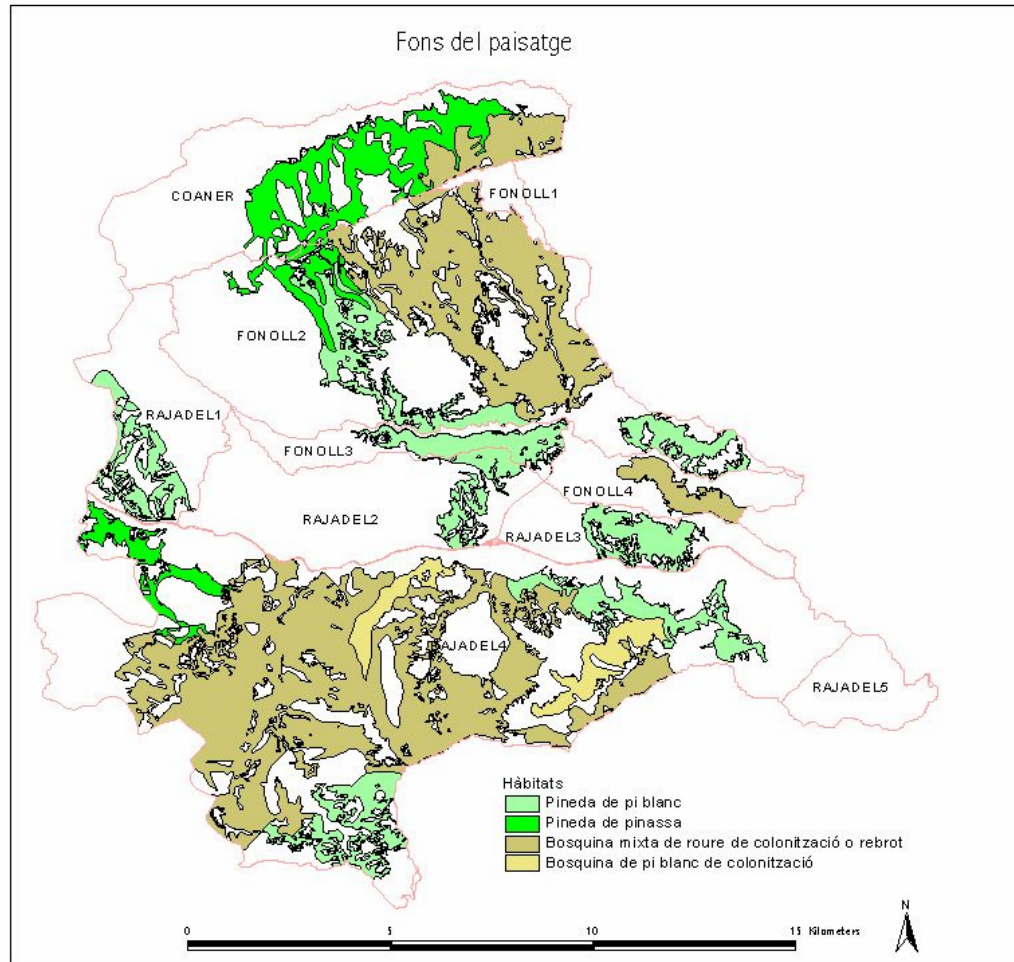 Fons del paisatge
COANER
FONOLL1
FONOLL2
RAJADEL1
FONOLL3
FONOLL4
RAJADEL2
RAJADEL3
RAJADEL4
RAJADEL5
Hàbitats
Pineda de pi blanc
Pineda de pinassa
Bosquina mixta de roure de colonització o rebrot
Bosquina de pi blanc de colonització
N
0 5 10 15 Kilometers